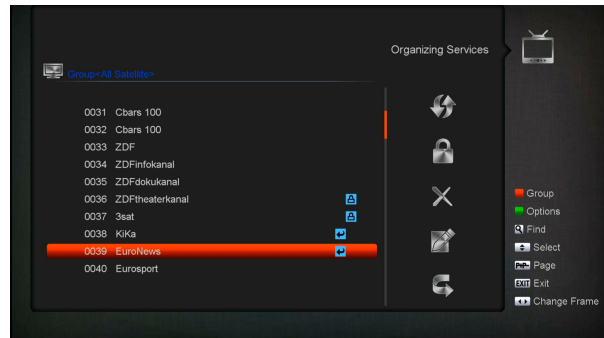 Organizing Services
Group<All Satellite>
0031 Cbars 100
0032 Cbars 100
0033 ZDF
0034 ZDFinfokanal
0035 ZDFdokukanal
0036 ZDFtheaterkanal
0037 3sat
0038 KiKa
0039 EuroNews
0040 Eurosport
Group
Options
Find
Select
Page
EXIT Exit
Change Frame